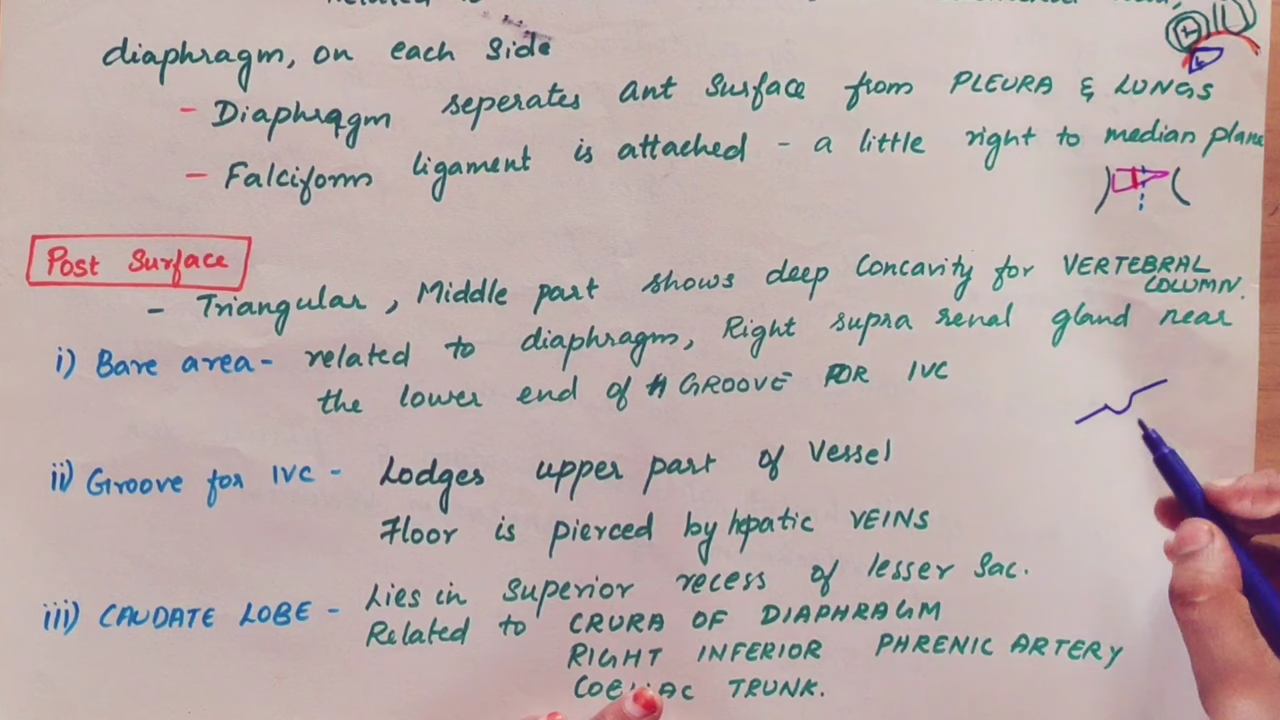 diaphragm, on each side
- Diaphragm seperates ant surface from PLEURA & LUNGS
- Falciform ligament is attached - a little right to median plane
Post Surface
- Triangular, Middle part shows deep concavity for VERTEBRAL COLUMN.
i) Bare area - related to diaphragm, Right supra renal gland near
the lower end of GROOVE FOR IVC
ii) Groove for IVC - Lodges upper part of vessel
Floor is pierced by hepatic VEINS
iii) CAUDATE LOBE - Lies in superior recess of lesser sac.
Related to CRURA OF DIAPHRAGM
RIGHT INFERIOR PHRENIC ARTERY
TRUNK.